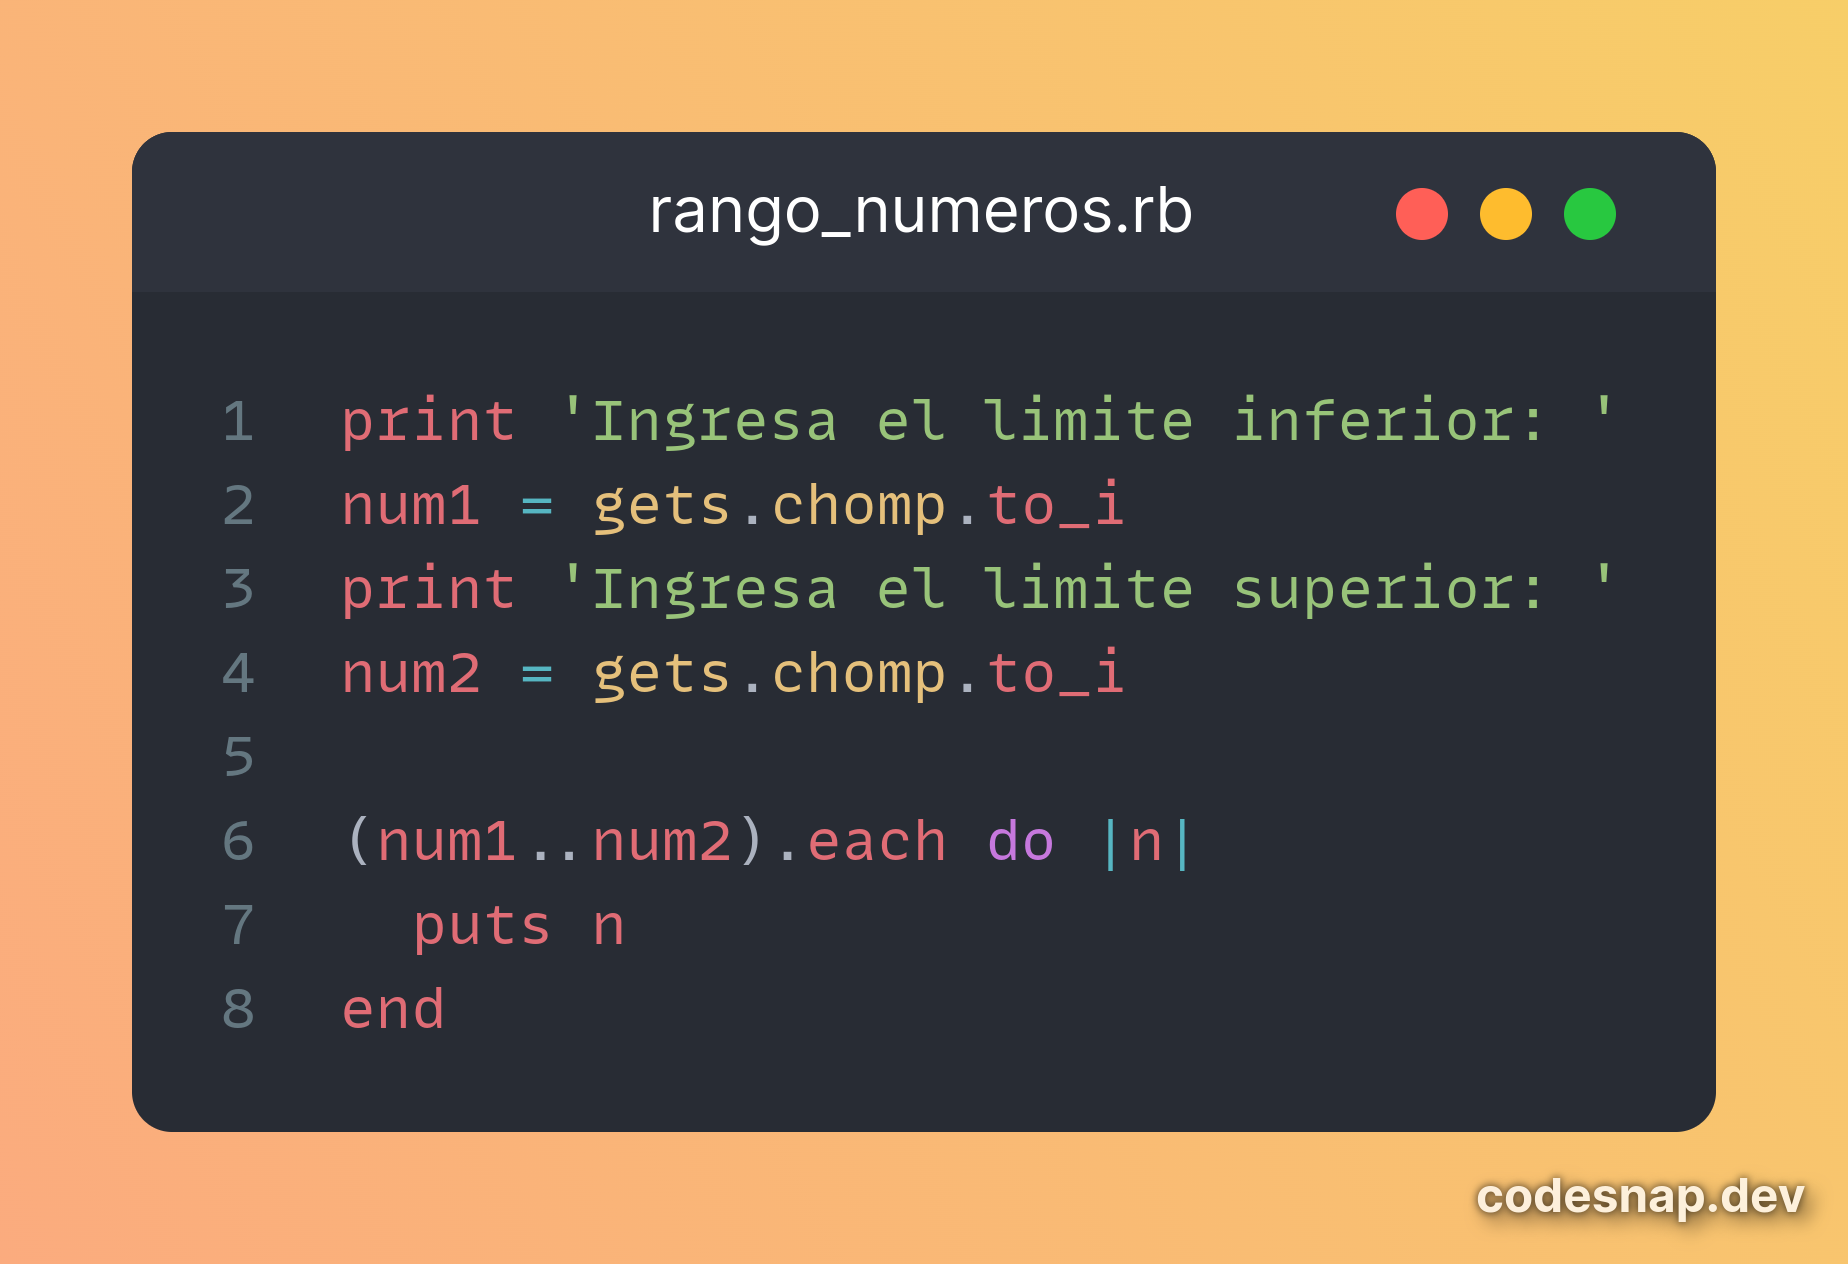 rango_numeros.rb
1 print 'Ingresa el limite inferior: '
2 num1 = gets.chomp.to_i
3 print 'Ingresa el limite superior: '
4 num2 = gets.chomp.to_i
5
6 (num1..num2).each do |n|
7   puts n
8 end
codesnap.dev